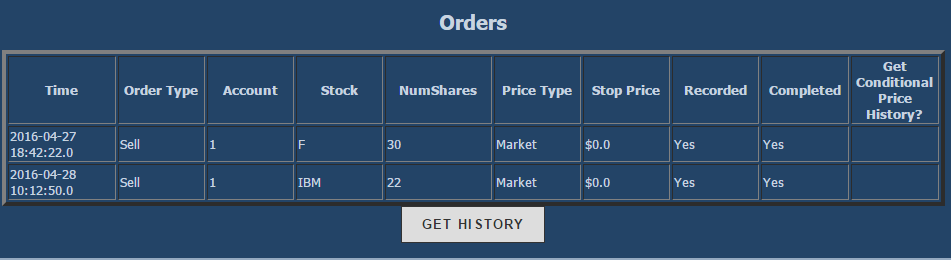 Orders
Time Order Type Account Stock NumShares Price Type Stop Price Recorded Completed Get Conditional Price History?
2016-04-27 18:42:22.0 Sell 1 F 30 Market $0.0 Yes Yes
2016-04-28 10:12:50.0 Sell 1 IBM 22 Market $0.0 Yes Yes
GET HISTORY